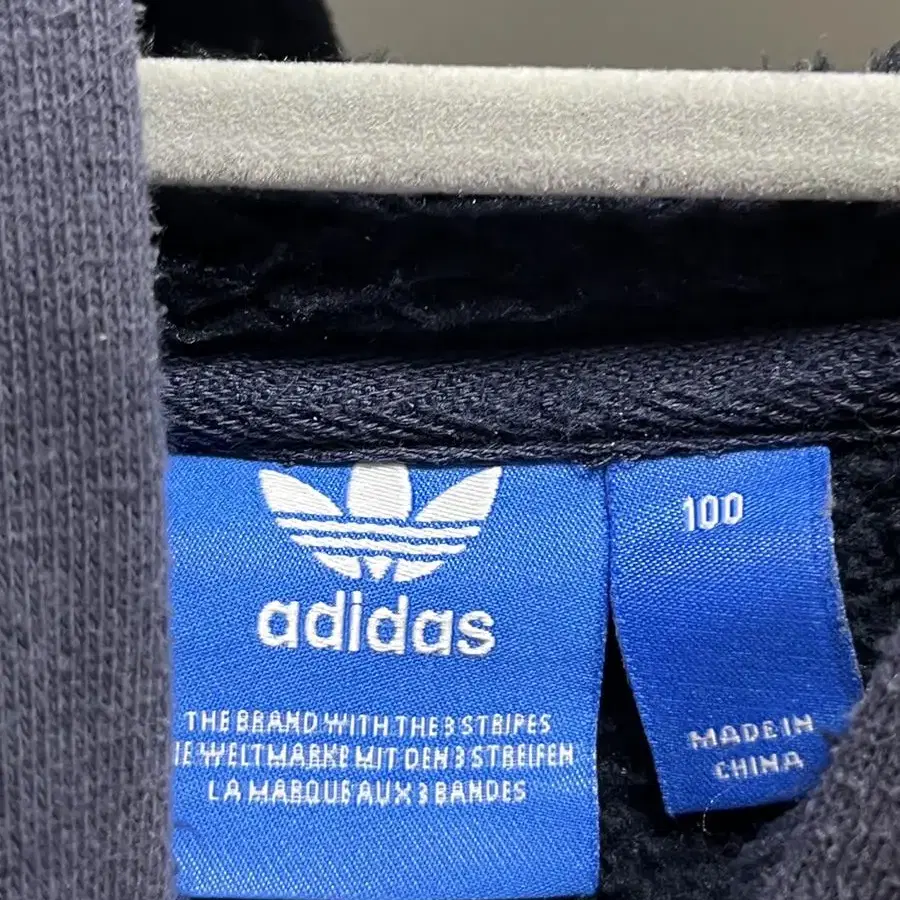 adidas
THE BRAND WITH THE 3 STRIPES
IE WELTMARKE MIT DEN 3 STREIFEN
LA MARQUE AUX 3 BANDES
100
MADE IN
CHINA